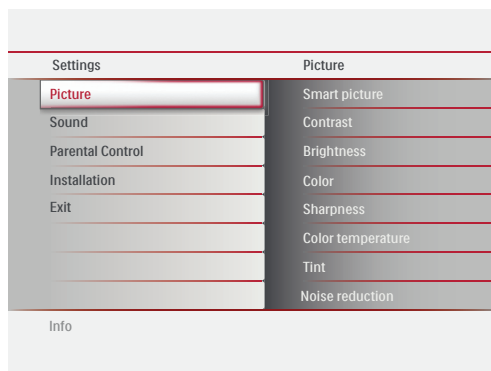 Settings
Picture
Picture
Smart picture
Sound
Contrast
Parental Control
Brightness
Installation
Color
Exit
Sharpness
Color temperature
Tint
Noise reduction
Info